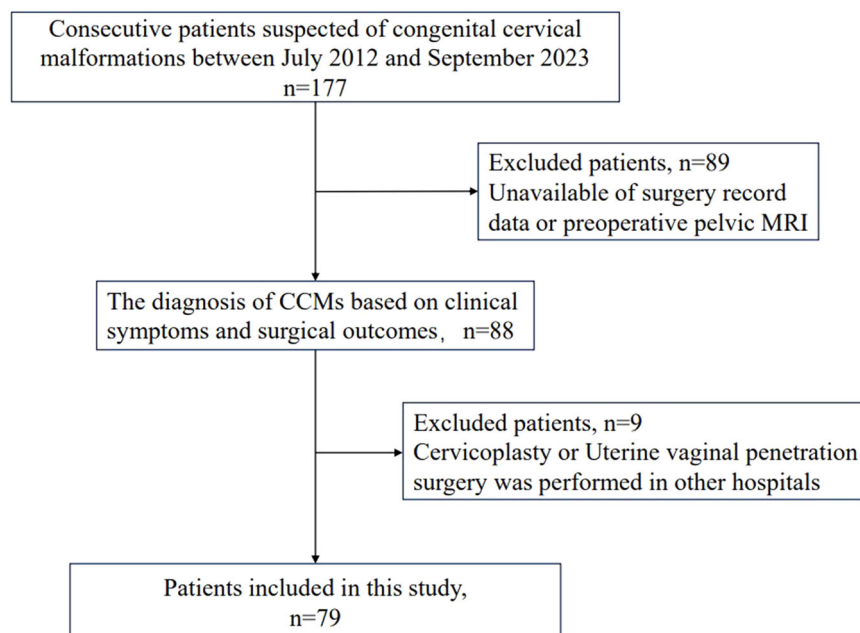 Consecutive patients suspected of congenital cervical
malformations between July 2012 and September 2023
n=177
Excluded patients, n=89
Unavailable of surgery record
data or preoperative pelvic MRI
The diagnosis of CCMs based on clinical
symptoms and surgical outcomes，n=88
Excluded patients, n=9
Cervicoplasty or Uterine vaginal penetration
surgery was performed in other hospitals
Patients included in this study,
n=79